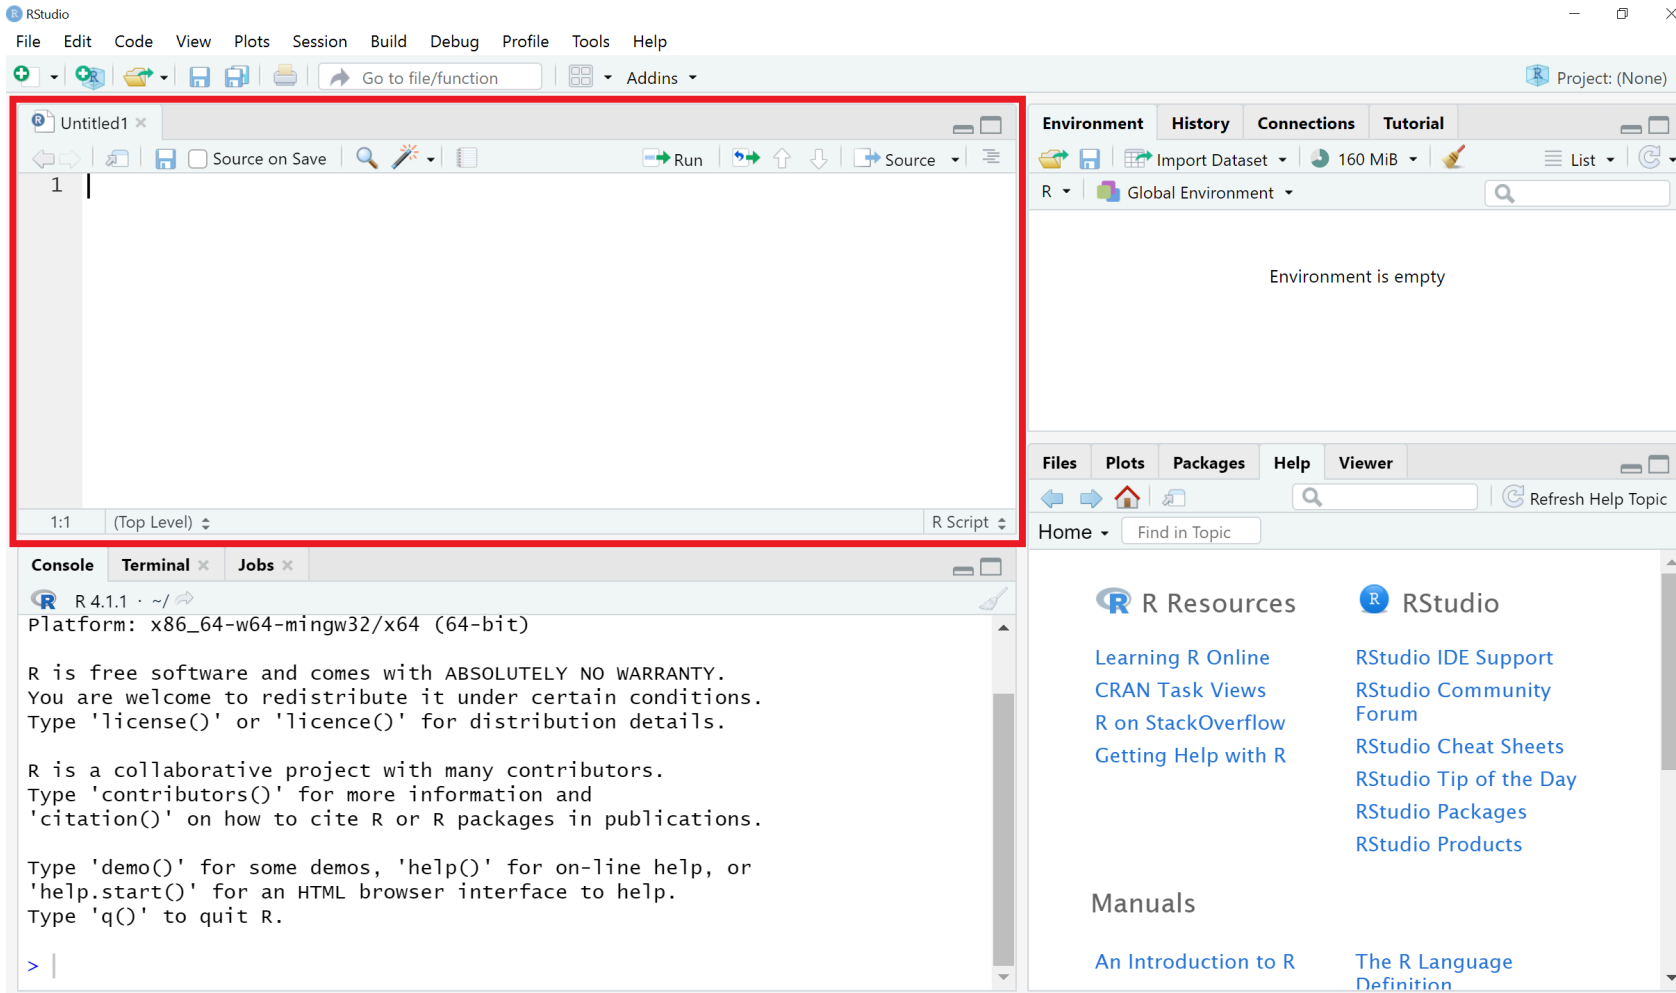 RStudio
File Edit Code View Plots Session Build Debug Profile Tools Help
Go to file/function Addins Project: (None)
Untitled1
Source on Save Run Source
1
1:1 (Top Level) R Script
Console Terminal Jobs
R 4.1.1 · ~/
Platform: x86_64-w64-mingw32/x64 (64-bit)
R is free software and comes with ABSOLUTELY NO WARRANTY.
You are welcome to redistribute it under certain conditions.
Type 'license()' or 'licence()' for distribution details.
R is a collaborative project with many contributors.
Type 'contributors()' for more information and
'citation()' on how to cite R or R packages in publications.
Type 'demo()' for some demos, 'help()' for on-line help, or
'help.start()' for an HTML browser interface to help.
Type 'q()' to quit R.
>
Environment History Connections Tutorial
Import Dataset 160 MiB List
R Global Environment
Environment is empty
Files Plots Packages Help Viewer
Refresh Help Topic
Home Find in Topic
R Resources
Learning R Online
CRAN Task Views
R on StackOverflow
Getting Help with R
RStudio
RStudio IDE Support
RStudio Community
Forum
RStudio Cheat Sheets
RStudio Tip of the Day
RStudio Packages
RStudio Products
Manuals
An Introduction to R
The R Language
Definition